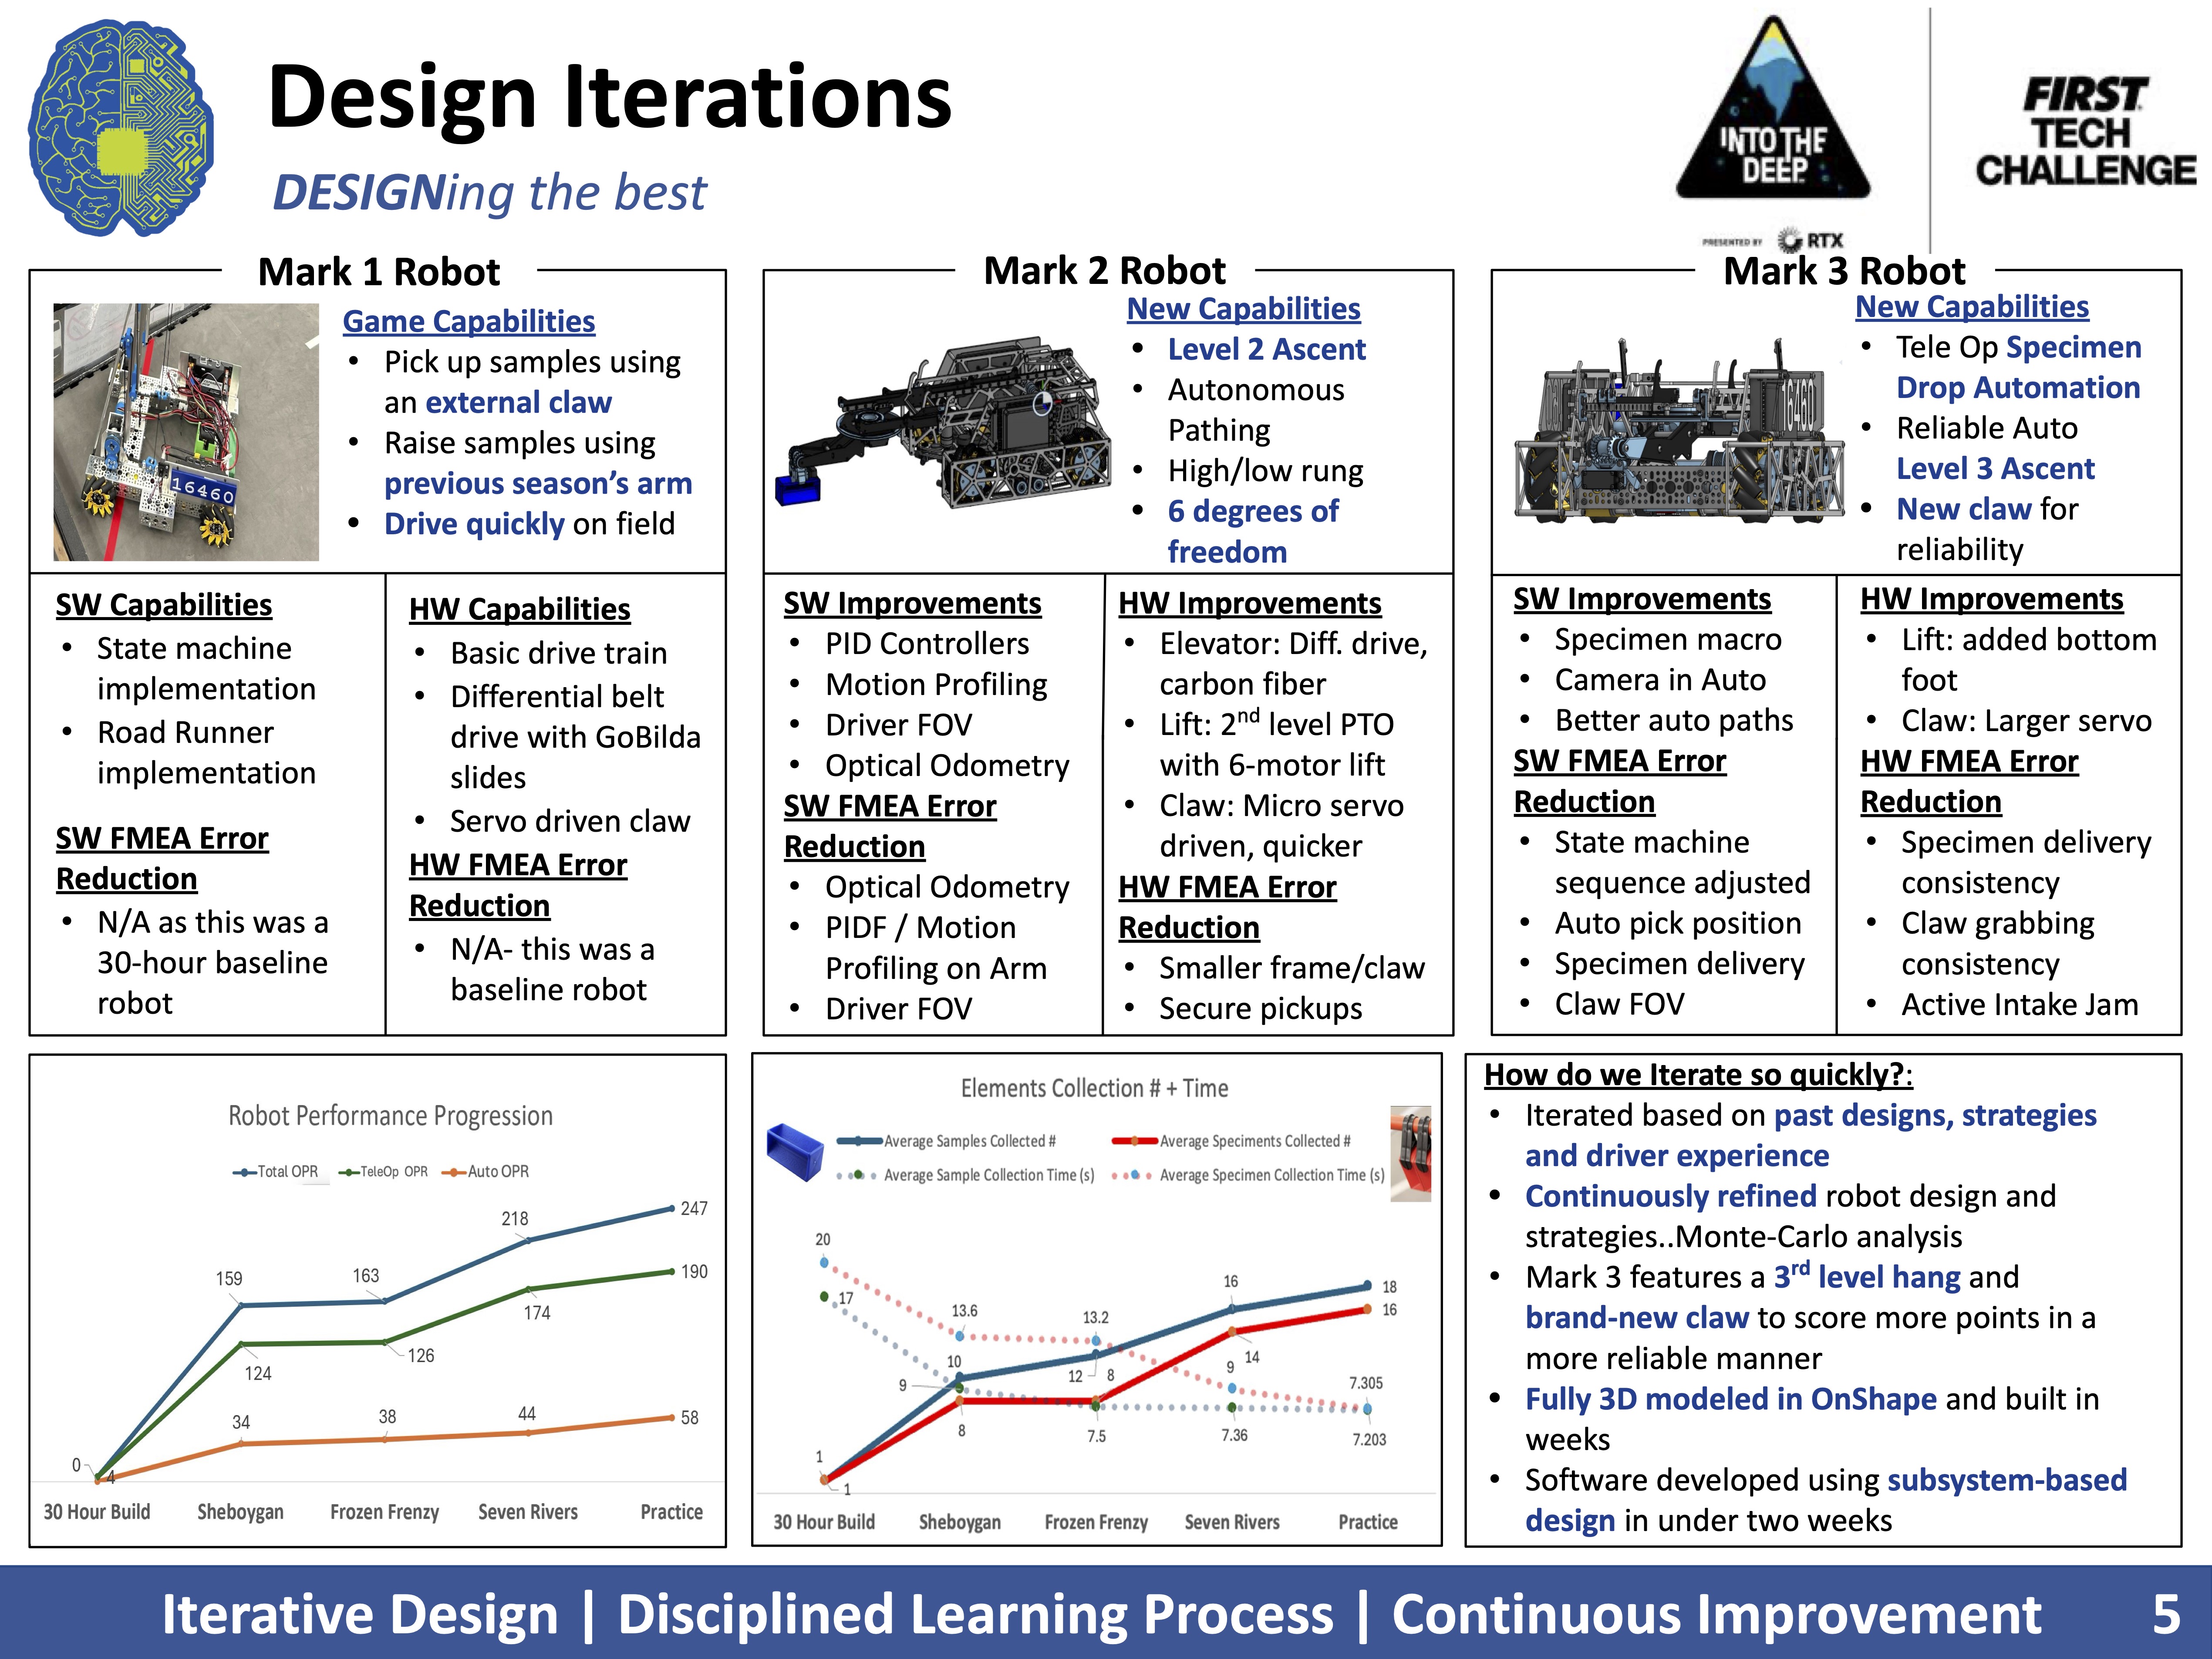 Design Iterations
DESIGNing the best
INTO THE
DEEP
PRESENTED BY RTX
FIRST
TECH
CHALLENGE
Mark 1 Robot
16460
Game Capabilities
• Pick up samples using
an external claw
• Raise samples using
previous season's arm
• Drive quickly on field
SW Capabilities
• State machine
implementation
• Road Runner
implementation
SW FMEA Error
Reduction
• N/A as this was a
30-hour baseline
robot
HW Capabilities
• Basic drive train
• Differential belt
drive with GoBilda
slides
• Servo driven claw
HW FMEA Error
Reduction
• N/A- this was a
baseline robot
Mark 2 Robot
New Capabilities
• Level 2 Ascent
• Autonomous
Pathing
• High/low rung
• 6 degrees of
freedom
SW Improvements
• PID Controllers
• Motion Profiling
• Driver FOV
• Optical Odometry
SW FMEA Error
Reduction
• Optical Odometry
• PIDF / Motion
Profiling on Arm
• Driver FOV
HW Improvements
• Elevator: Diff. drive,
carbon fiber
• Lift: 2nd level PTO
with 6-motor lift
• Claw: Micro servo
driven, quicker
HW FMEA Error
Reduction
• Smaller frame/claw
• Secure pickups
Mark 3 Robot
16460
New Capabilities
• Tele Op Specimen
Drop Automation
• Reliable Auto
Level 3 Ascent
• New claw for
reliability
SW Improvements
• Specimen macro
• Camera in Auto
• Better auto paths
SW FMEA Error
Reduction
• State machine
sequence adjusted
• Auto pick position
• Specimen delivery
• Claw FOV
HW Improvements
• Lift: added bottom
foot
• Claw: Larger servo
HW FMEA Error
Reduction
• Specimen delivery
consistency
• Claw grabbing
consistency
• Active Intake Jam
Robot Performance Progression
Total OPR TeleOp OPR Auto OPR
247
218
190
159
163
174
124
126
34
38
44
58
0
4
30 Hour Build Sheboygan Frozen Frenzy Seven Rivers Practice
Elements Collection # + Time
Average Samples Collected # Average Speciments Collected #
Average Sample Collection Time (s) Average Specimen Collection Time (s)
20
17
13.6
13.2
16
18
16
10
9
12
8
9
14
7.305
8
7.5
7.36
7.203
1
1
30 Hour Build Sheboygan Frozen Frenzy Seven Rivers Practice
How do we Iterate so quickly?:
• Iterated based on past designs, strategies
and driver experience
• Continuously refined robot design and
strategies..Monte-Carlo analysis
• Mark 3 features a 3rd level hang and
brand-new claw to score more points in a
more reliable manner
• Fully 3D modeled in OnShape and built in
weeks
• Software developed using subsystem-based
design in under two weeks
Iterative Design | Disciplined Learning Process | Continuous Improvement 5